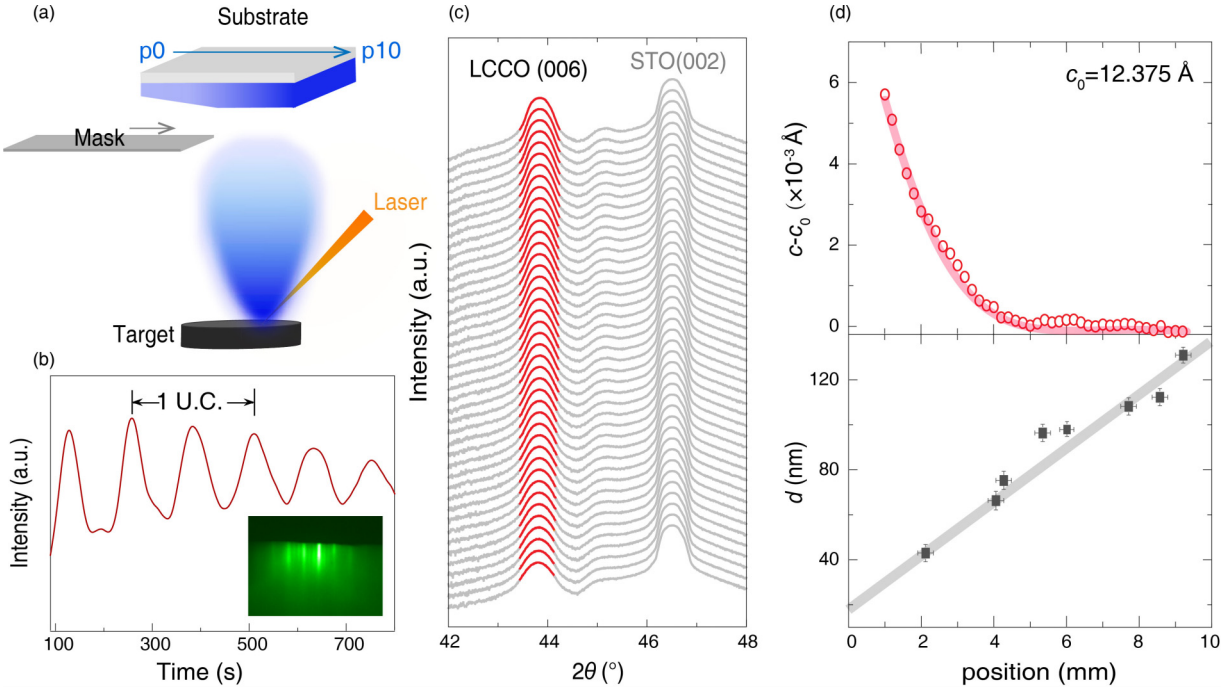 (a)
Substrate
p0
p10
Mask
Laser
Target
(b)
1 U.C.
Intensity (a.u.)
100
300
500
700
Time (s)
(c)
LCCO (006)
STO(002)
Intensity (a.u.)
42
44
46
48
2θ (°)
(d)
c₀=12.375 Å
6
4
2
0
c-c₀ (×10⁻³ Å)
120
80
40
d (nm)
0
2
4
6
8
10
position (mm)